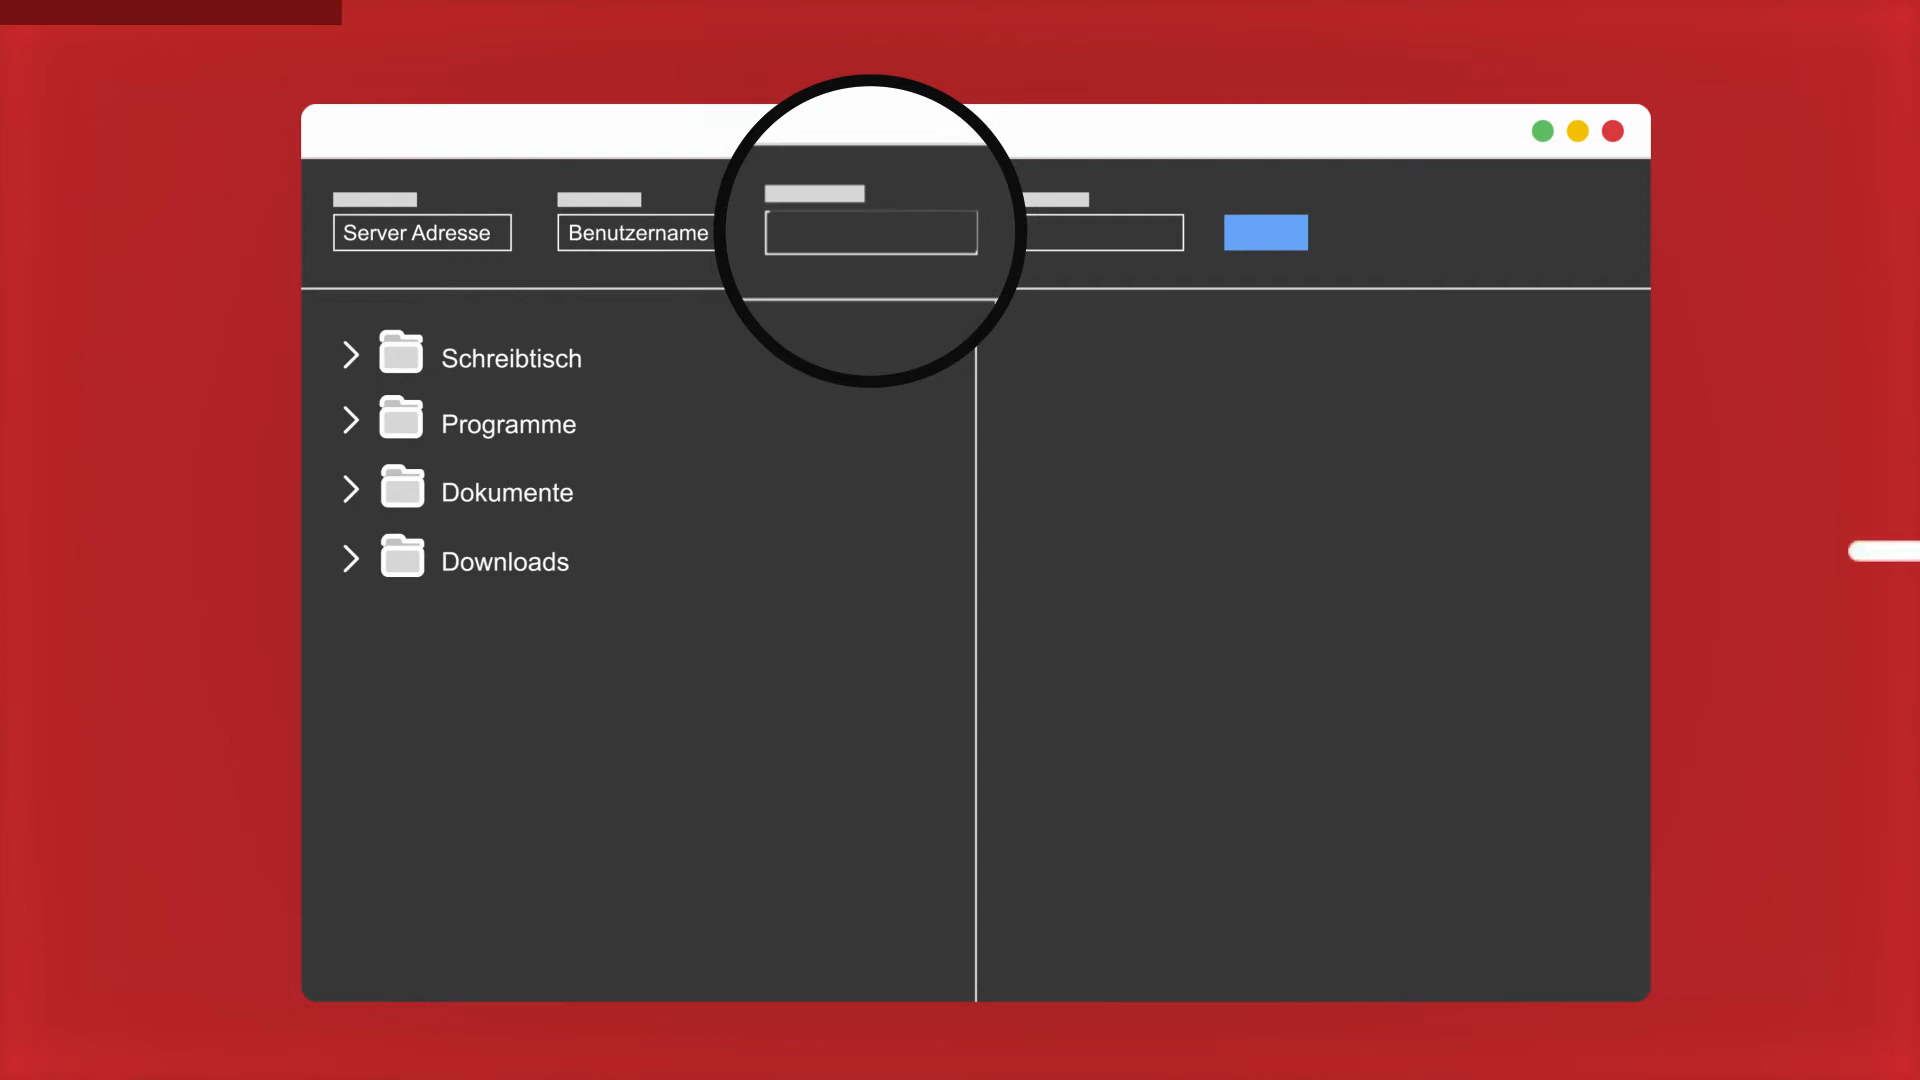 Server Adresse
Benutzername
Schreibtisch
Programme
Dokumente
Downloads